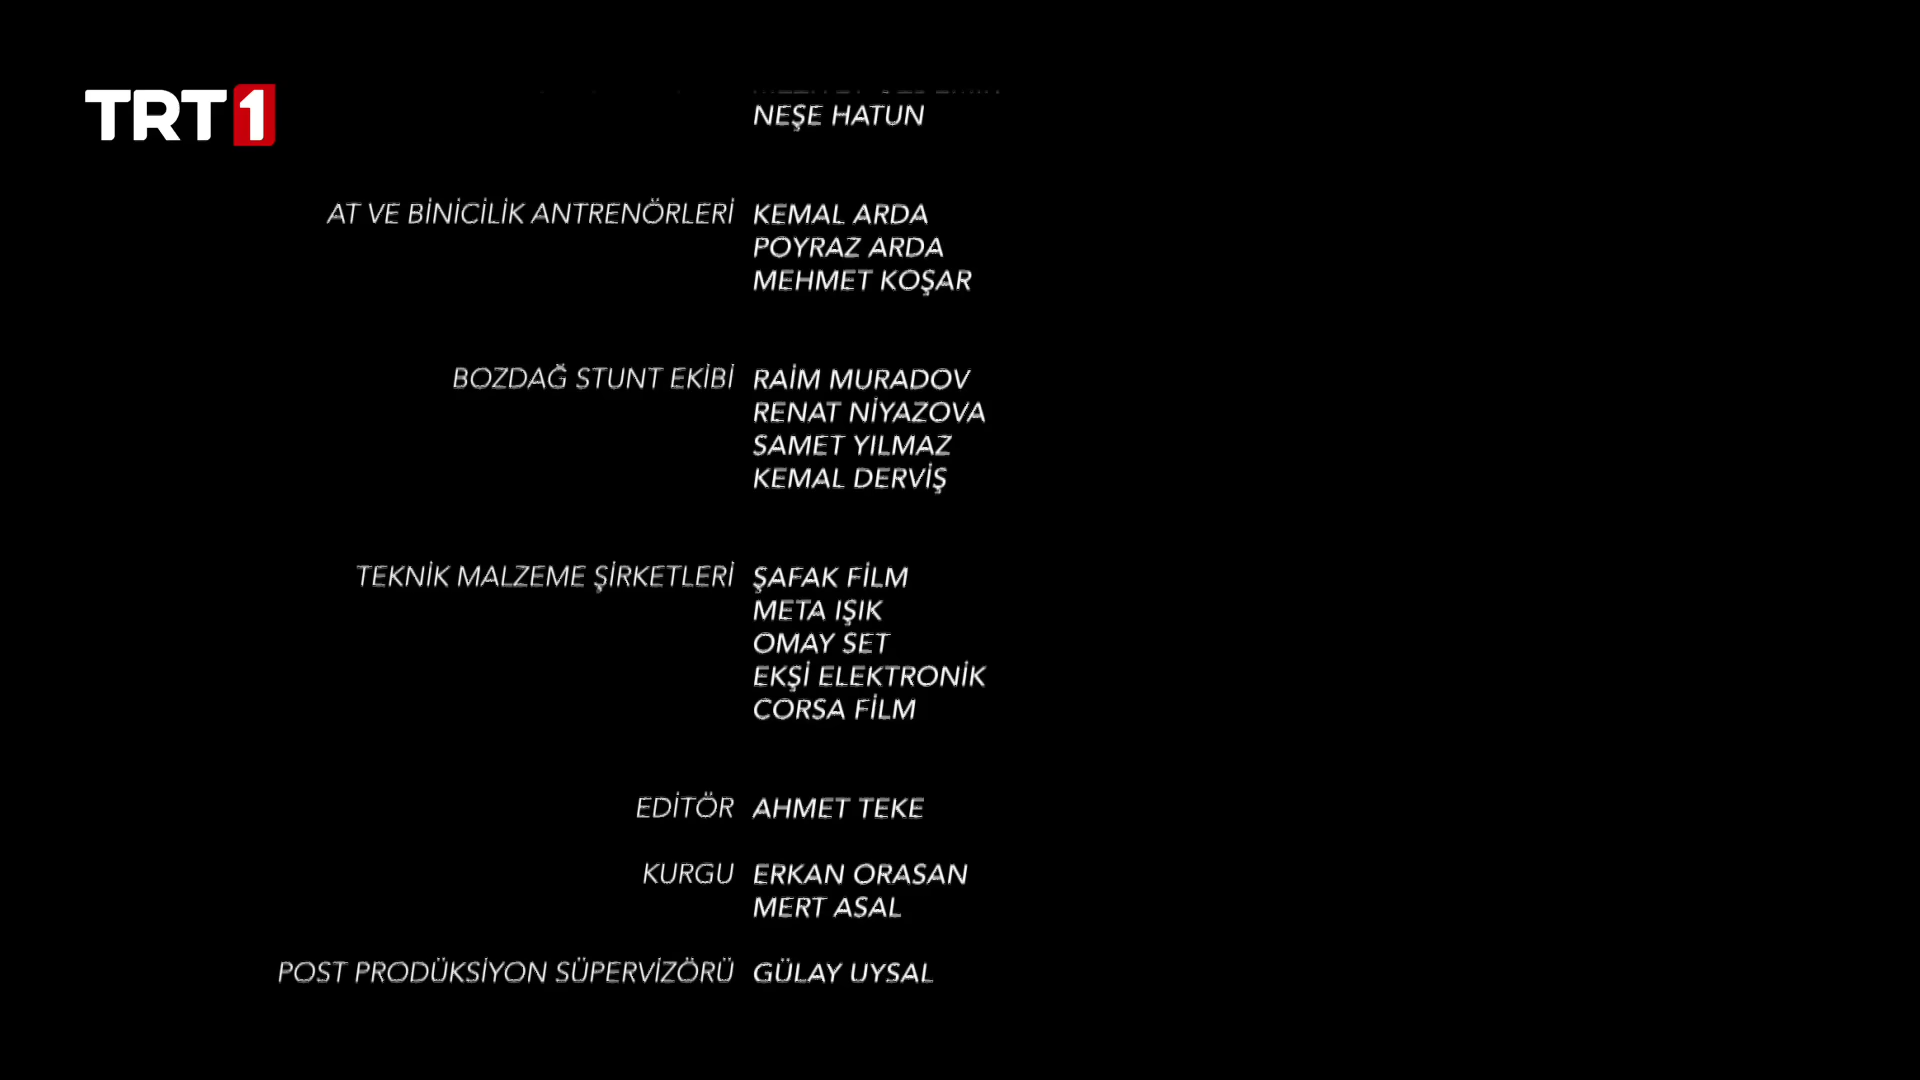 TRT1
NEŞE HATUN
AT VE BİNİCİLİK ANTRENÖRLERİ KEMAL ARDA
POYRAZ ARDA
MEHMET KOŞAR
BOZDAĞ STUNT EKİBİ RAİM MURADOV
RENAT NİYAZOVA
SAMET YILMAZ
KEMAL DERVİŞ
TEKNİK MALZEME ŞİRKETLERİ ŞAFAK FİLM
META IŞIK
OMAY SET
EKŞİ ELEKTRONİK
CORSA FİLM
EDİTÖR AHMET TEKE
KURGU ERKAN ORASAN
MERT ASAL
POST PRODÜKSİYON SÜPERVİZÖRÜ GÜLAY UYSAL